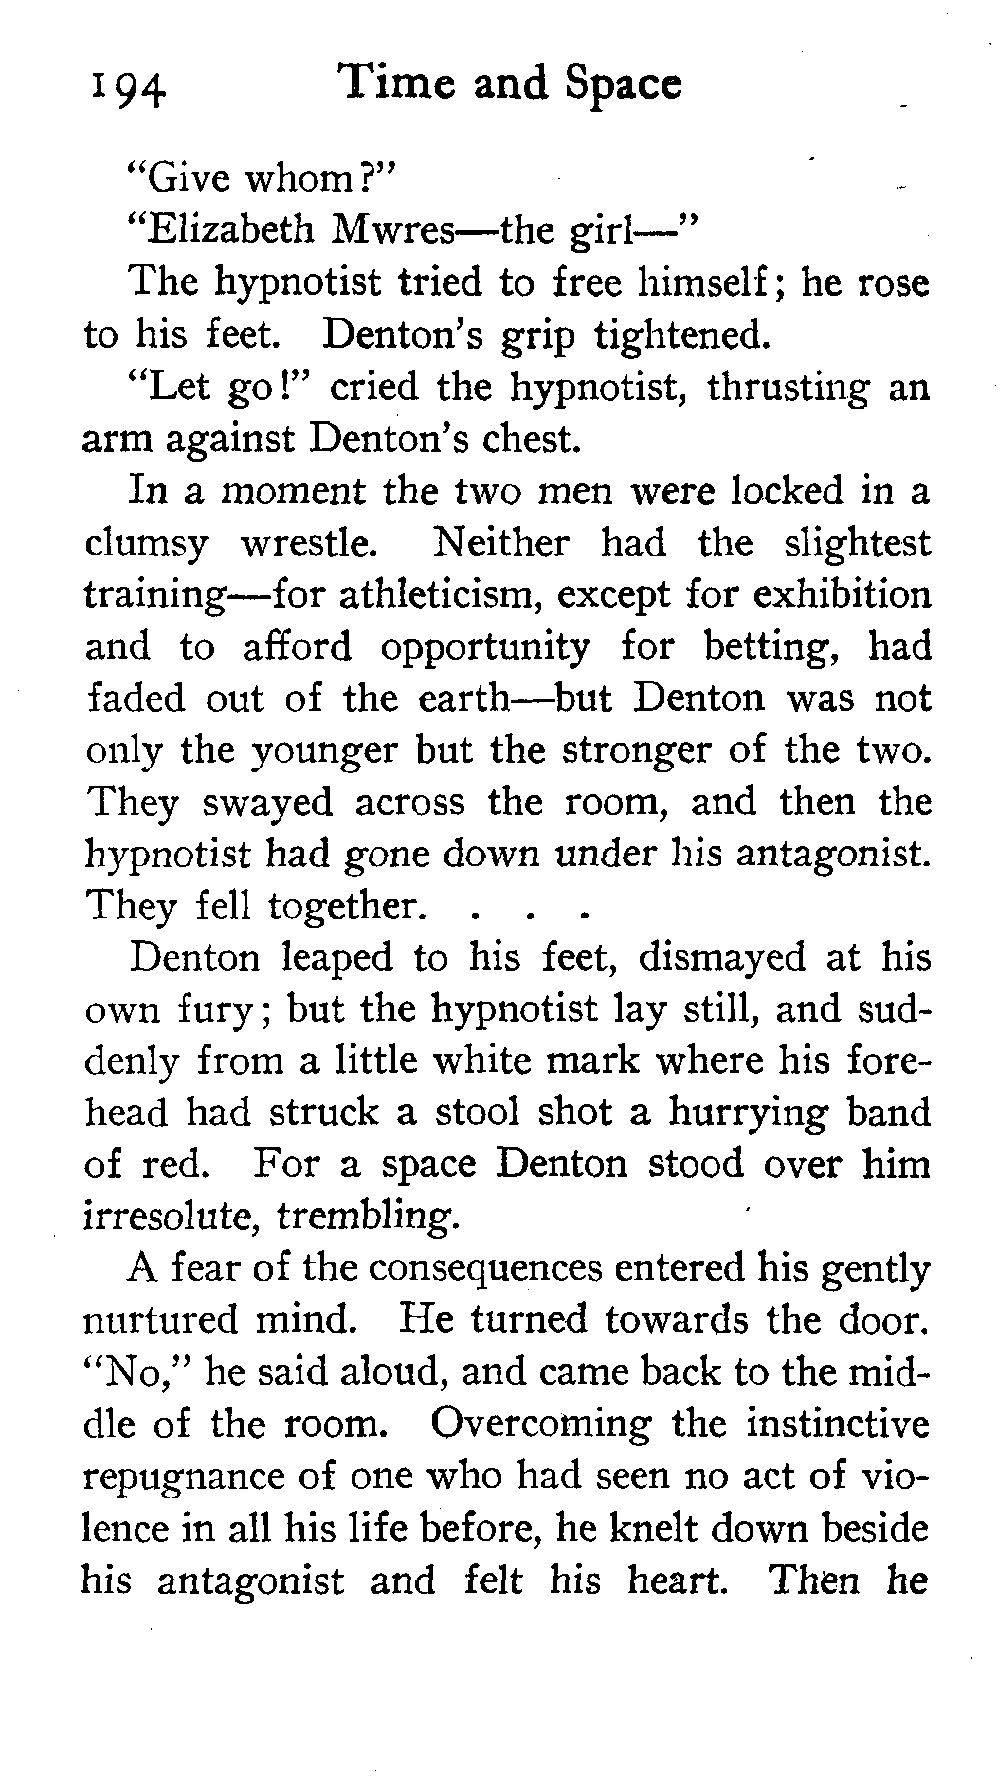 194 Time and Space
“Give whom?”
“Elizabeth Mwres—the girl—”
The hypnotist tried to free himself; he rose
to his feet. Denton’s grip tightened.
“Let go!” cried the hypnotist, thrusting an
arm against Denton’s chest.
In a moment the two men were locked in a
clumsy wrestle. Neither had the slightest
training—for athleticism, except for exhibition
and to afford opportunity for betting, had
faded out of the earth—but Denton was not
only the younger but the stronger of the two.
They swayed across the room, and then the
hypnotist had gone down under his antagonist.
They fell together. . . .
Denton leaped to his feet, dismayed at his
own fury; but the hypnotist lay still, and sud-
denly from a little white mark where his fore-
head had struck a stool shot a hurrying band
of red. For a space Denton stood over him
irresolute, trembling.
A fear of the consequences entered his gently
nurtured mind. He turned towards the door.
“No,” he said aloud, and came back to the mid-
dle of the room. Overcoming the instinctive
repugnance of one who had seen no act of vio-
lence in all his life before, he knelt down beside
his antagonist and felt his heart. Then he